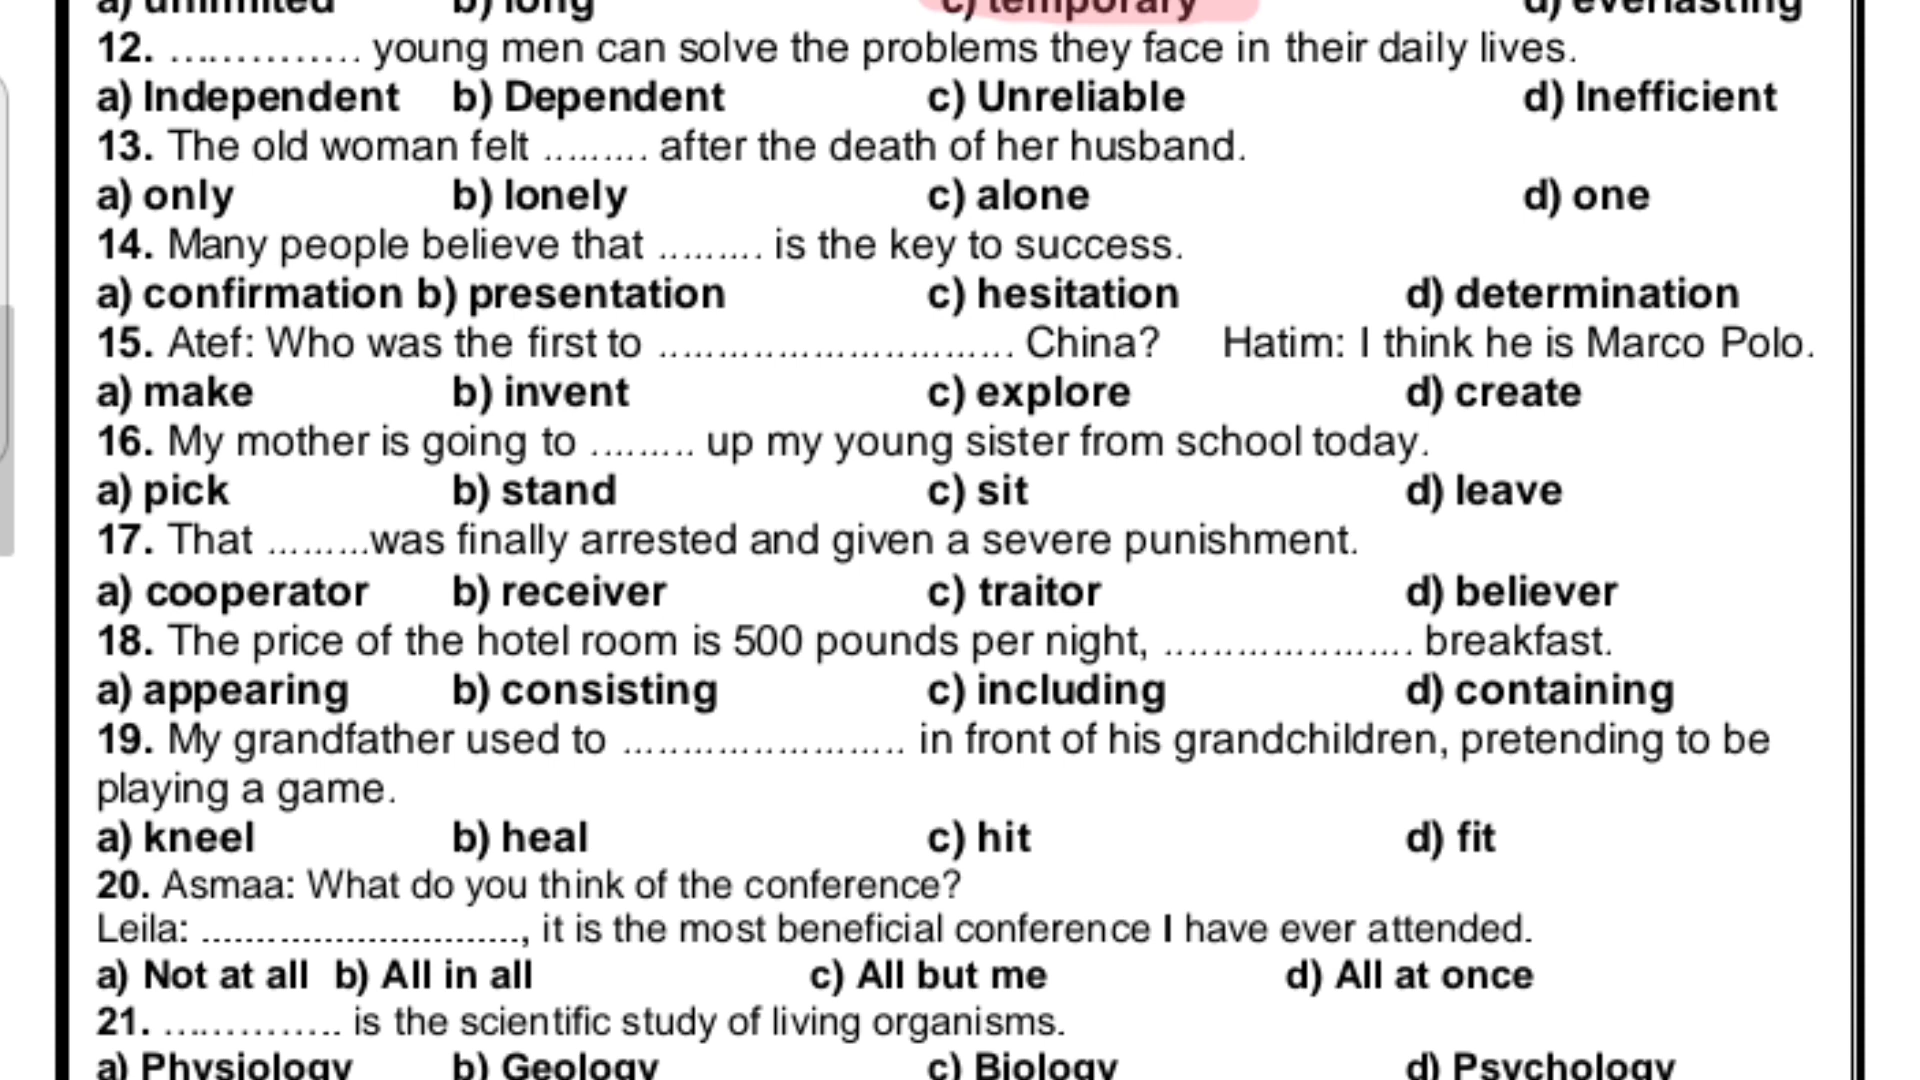 a) unlimited b) long c) temporary d) everlasting
12. .............. young men can solve the problems they face in their daily lives.
a) Independent b) Dependent c) Unreliable d) Inefficient
13. The old woman felt ......... after the death of her husband.
a) only b) lonely c) alone d) one
14. Many people believe that ......... is the key to success.
a) confirmation b) presentation c) hesitation d) determination
15. Atef: Who was the first to .............................. China? Hatim: I think he is Marco Polo.
a) make b) invent c) explore d) create
16. My mother is going to ......... up my young sister from school today.
a) pick b) stand c) sit d) leave
17. That .........was finally arrested and given a severe punishment.
a) cooperator b) receiver c) traitor d) believer
18. The price of the hotel room is 500 pounds per night, ..................... breakfast.
a) appearing b) consisting c) including d) containing
19. My grandfather used to ........................ in front of his grandchildren, pretending to be
playing a game.
a) kneel b) heal c) hit d) fit
20. Asmaa: What do you think of the conference?
Leila: ............................., it is the most beneficial conference I have ever attended.
a) Not at all b) All in all c) All but me d) All at once
21. .............. is the scientific study of living organisms.
a) Physiology b) Geology c) Biology d) Psychology